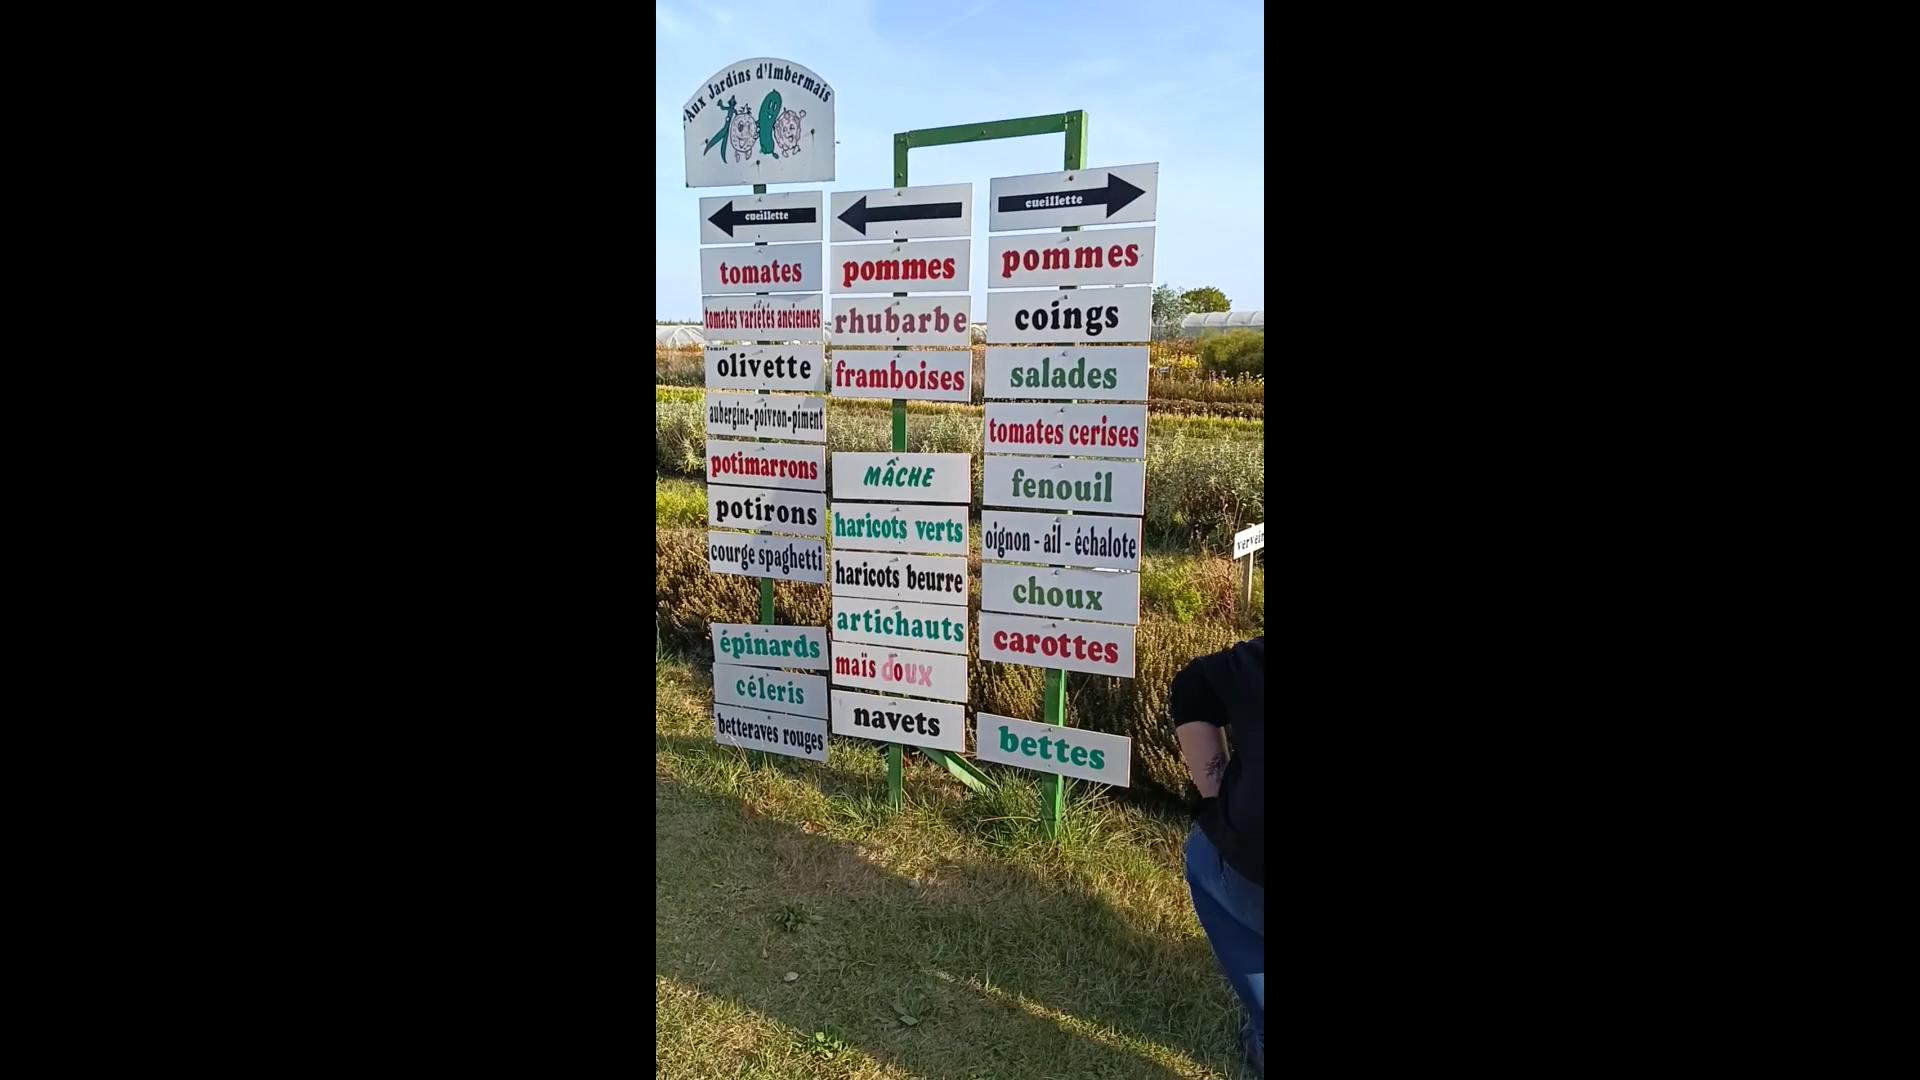 Aux Jardins d'Imbermais
cueillette
tomates
tomates variétés anciennes
Tomate
olivette
aubergine-poivron-piment
potimarrons
potirons
courge spaghetti
épinards
céleris
betteraves rouges
pommes
rhubarbe
framboises
MÂCHE
haricots verts
haricots beurre
artichauts
maïs doux
navets
cueillette
pommes
coings
salades
tomates cerises
fenouil
oignon - ail - échalote
choux
carottes
bettes